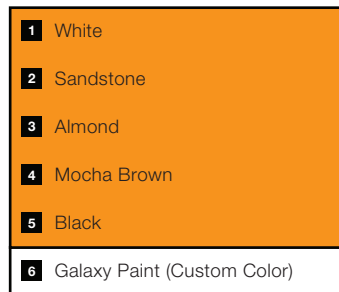 1 White
2 Sandstone
3 Almond
4 Mocha Brown
5 Black
6 Galaxy Paint (Custom Color)